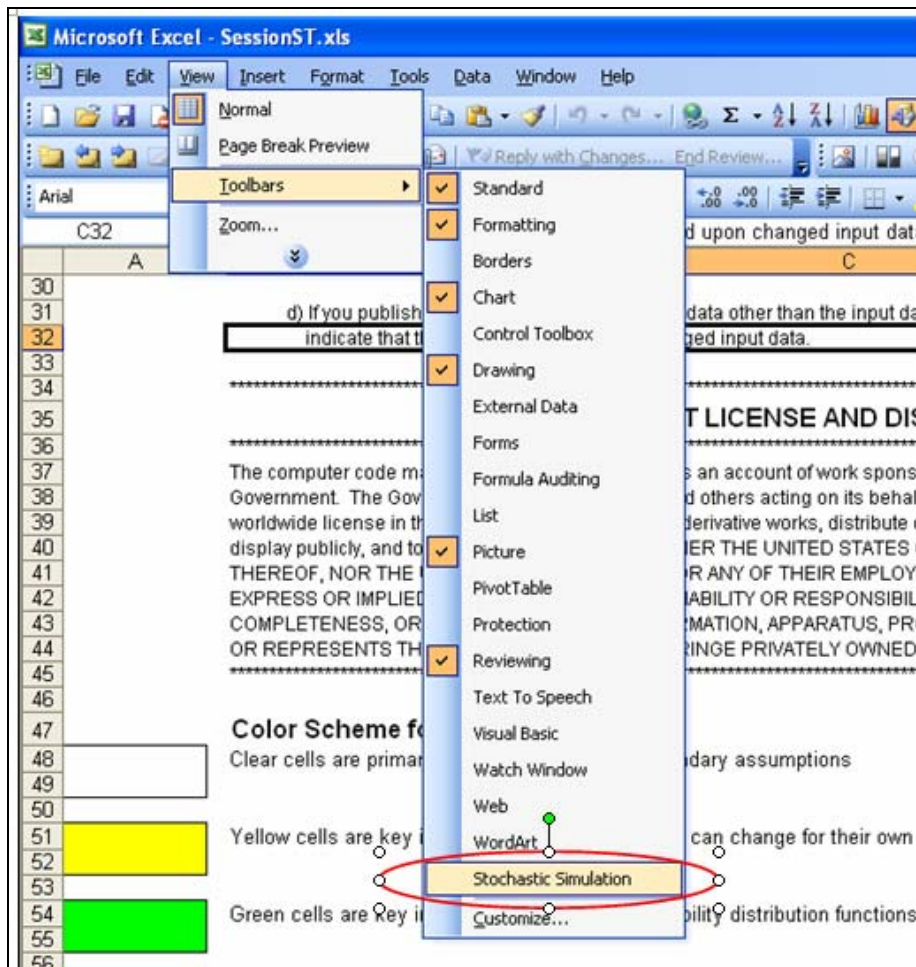 Microsoft Excel - SessionST.xls
File Edit View Insert Format Tools Data Window Help
Normal
Page Break Preview
Reply with Changes... End Review...
Toolbars
Arial
Zoom...
C32
d upon changed input dat
A C
Standard
Formatting
Borders
Chart
Control Toolbox
Drawing
External Data
Forms
Formula Auditing
List
Picture
PivotTable
Protection
Reviewing
Text To Speech
Visual Basic
Watch Window
Web
WordArt
Stochastic Simulation
Customize...
30
31 d) If you publish data other than the input da
32 indicate that th ged input data.
33
34 ****************************************
35 T LICENSE AND DIS
36 ****************************************
37 The computer code ma s an account of work spons
38 Government. The Gov d others acting on its behal
39 worldwide license in th derivative works, distribute
40 display publicly, and to ER THE UNITED STATES
41 THEREOF, NOR THE R ANY OF THEIR EMPLOY
42 EXPRESS OR IMPLIED ABILITY OR RESPONSIBIL
43 COMPLETENESS, OR MATION, APPARATUS, PR
44 OR REPRESENTS TH RINGE PRIVATELY OWNED
45 ****************************************
46
47 Color Scheme fo
48 Clear cells are primar dary assumptions
49
50
51 Yellow cells are key i can change for their own
52
53
54 Green cells are key in bility distribution functions
55
56